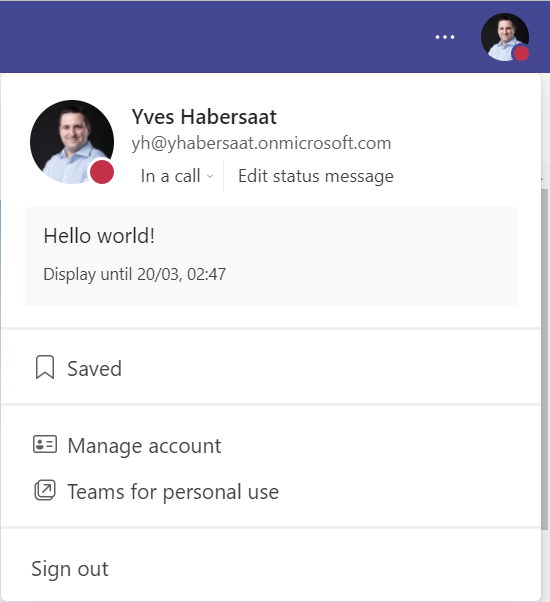 Yves Habersaat
yh@yhabersaat.onmicrosoft.com
In a call Edit status message
Hello world!
Display until 20/03, 02:47
Saved
Manage account
Teams for personal use
Sign out